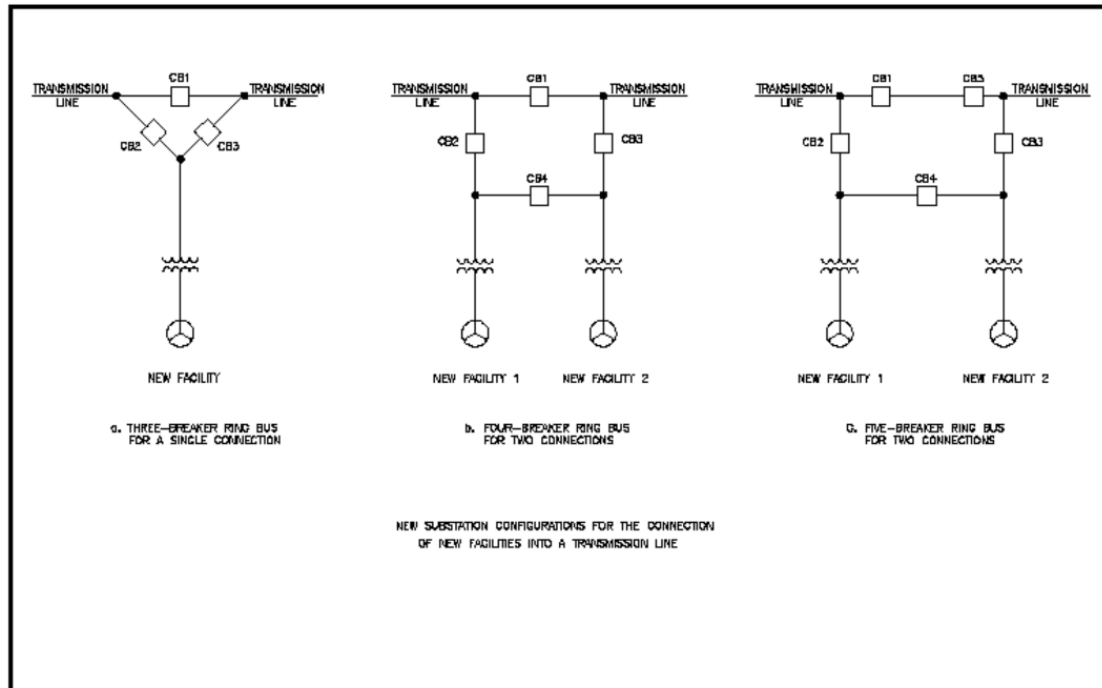 TRANSMISSION
LINE
CB1
TRANSMISSION
LINE
CB2
CB3
NEW FACILITY
a. THREE-BREAKER RING BUS
FOR A SINGLE CONNECTION
TRANSMISSION
LINE
CB1
TRANSMISSION
LINE
CB2
CB3
CB4
NEW FACILITY 1
NEW FACILITY 2
b. FOUR-BREAKER RING BUS
FOR TWO CONNECTIONS
TRANSMISSION
LINE
CB1
CB5
TRANSMISSION
LINE
CB2
CB3
CB4
NEW FACILITY 1
NEW FACILITY 2
C. FIVE-BREAKER RING BUS
FOR TWO CONNECTIONS
NEW SUBSTATION CONFIGURATIONS FOR THE CONNECTION
OF NEW FACILITIES INTO A TRANSMISSION LINE